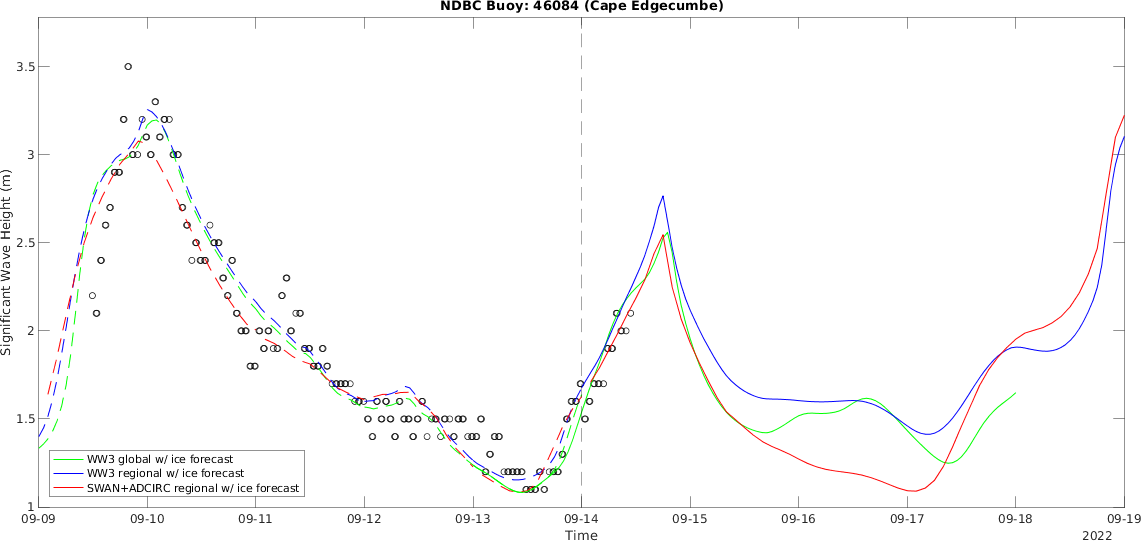 NDBC Buoy: 46084 (Cape Edgecumbe)
Significant Wave Height (m)
3.5
3
2.5
2
1.5
1
WW3 global w/ ice forecast
WW3 regional w/ ice forecast
SWAN+ADCIRC regional w/ ice forecast
09-09 09-10 09-11 09-12 09-13 09-14 09-15 09-16 09-17 09-18 09-19
Time
2022